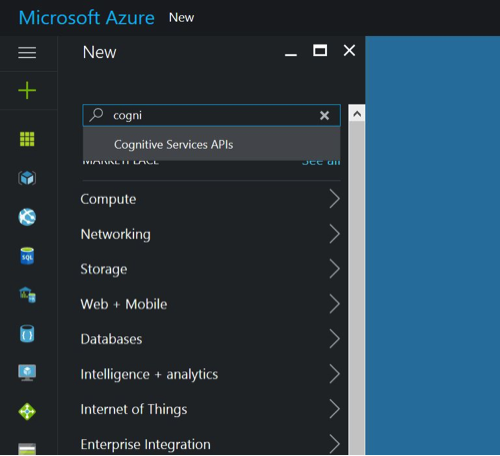 Microsoft Azure New
New
cogni
Cognitive Services APIs
MARKETPLACE See all
Compute
Networking
Storage
Web + Mobile
Databases
Intelligence + analytics
Internet of Things
Enterprise Integration
SQL